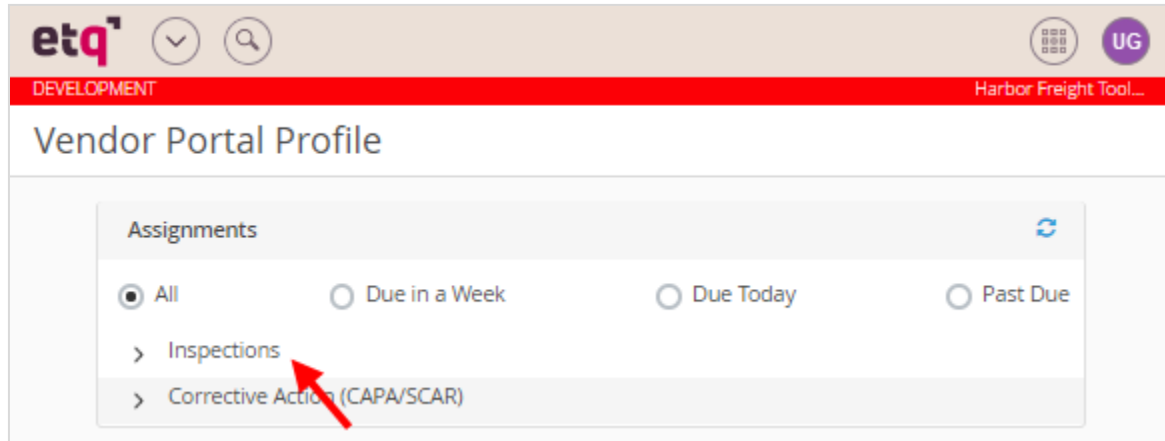 etq
UG
DEVELOPMENT Harbor Freight Tool...
Vendor Portal Profile
Assignments
All Due in a Week Due Today Past Due
Inspections
Corrective Action (CAPA/SCAR)